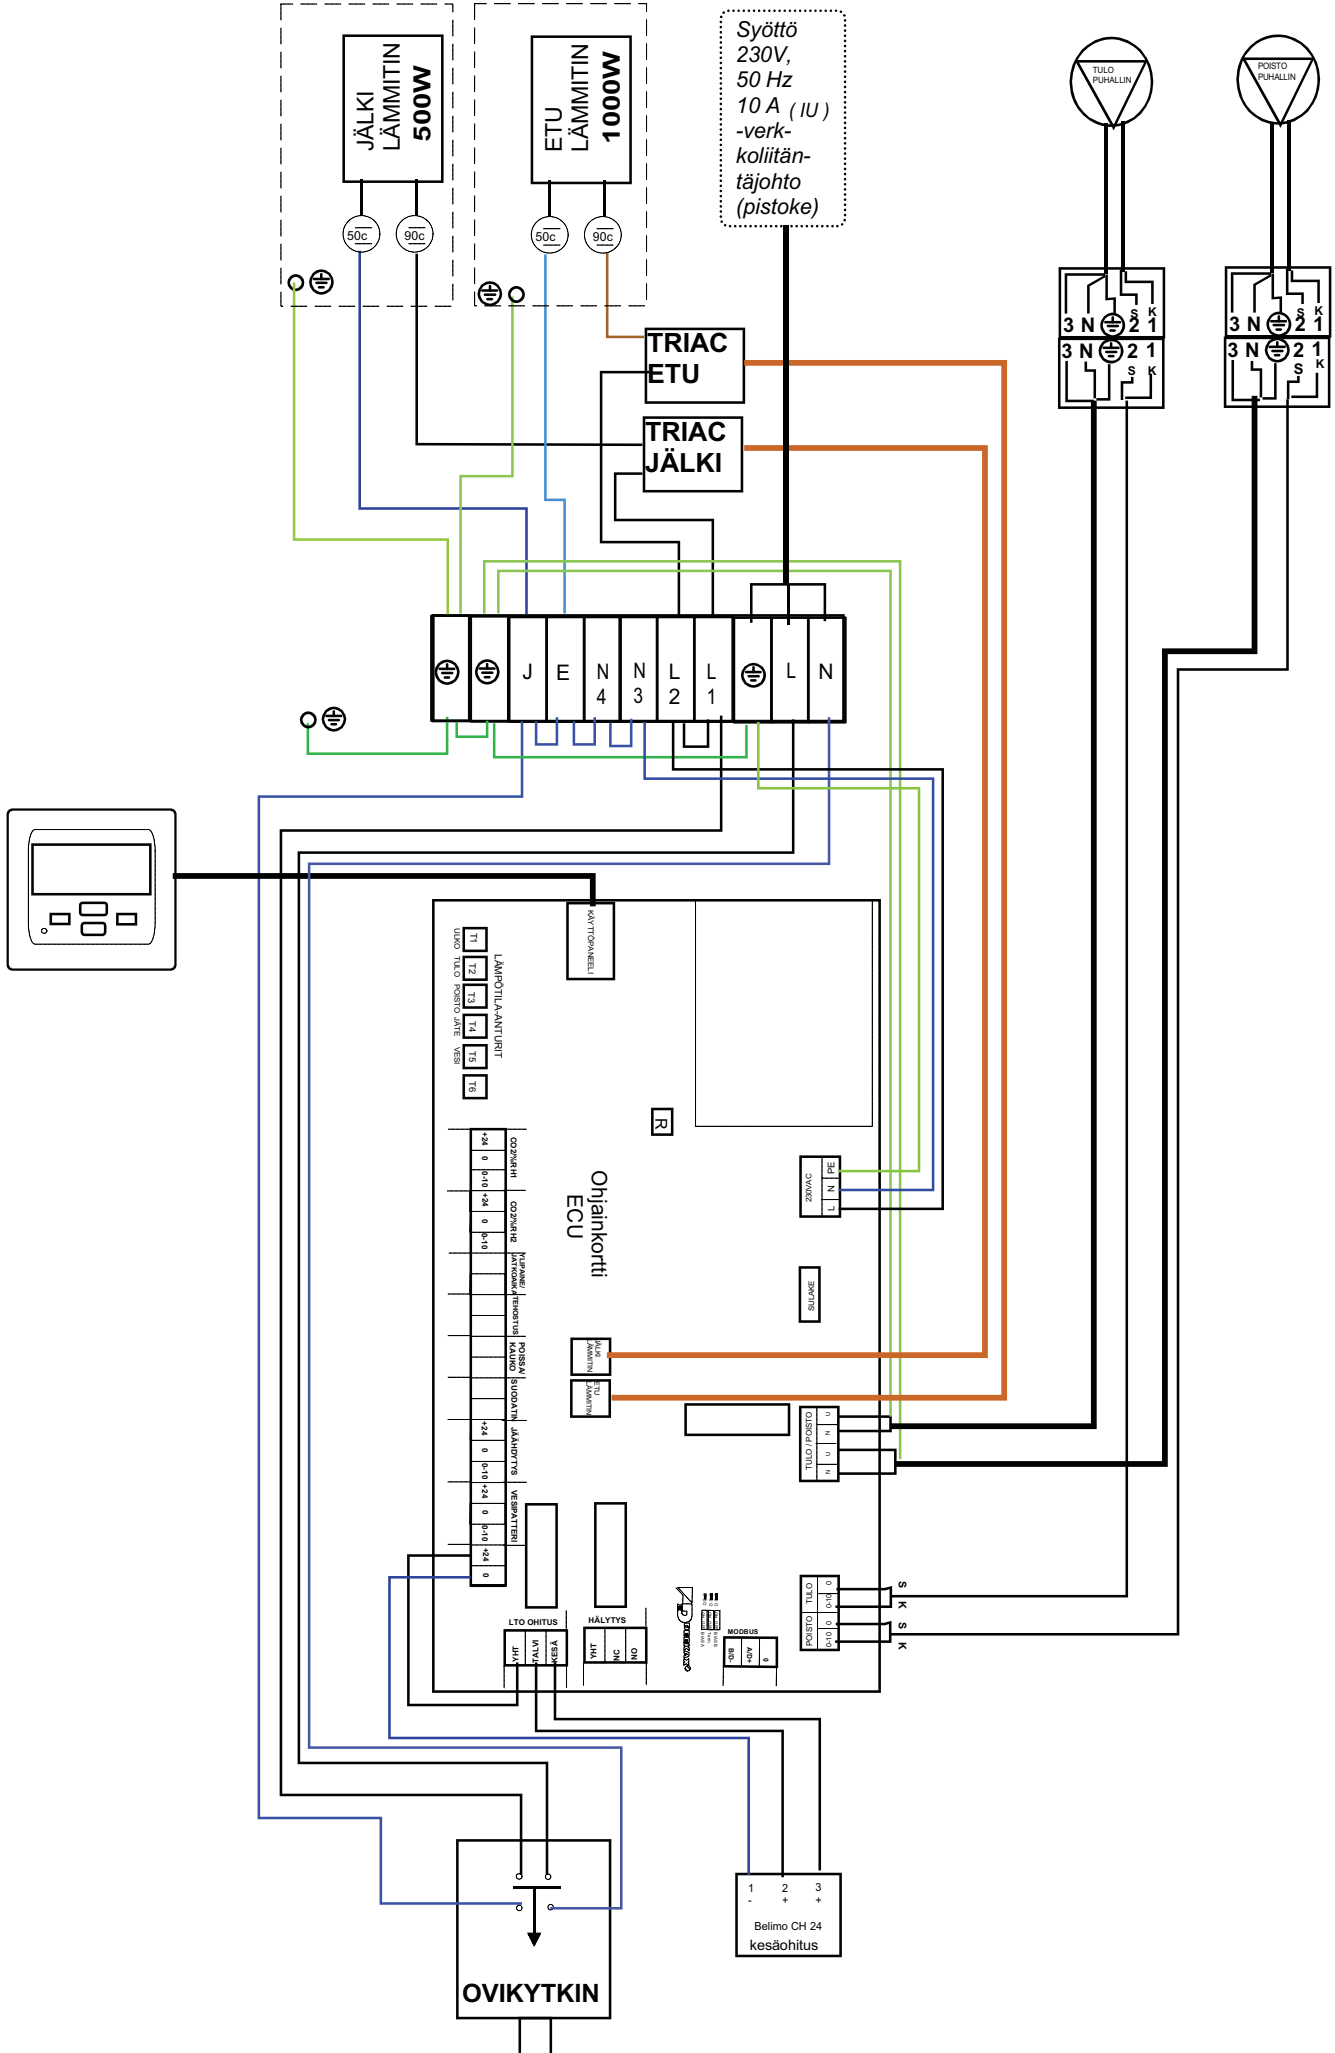 JÄLKI
LÄMMITIN
500W
50c
90c
ETU
LÄMMITIN
1000W
50c
90c
Syöttö
230V,
50 Hz
10 A ( IU )
-verk-
koliitän-
täjohto
(pistoke)
TULO
PUHALLIN
POISTO
PUHALLIN
S K
3 N 2 1
3 N 2 1
S K
S K
3 N 2 1
3 N 2 1
S K
TRIAC
ETU
TRIAC
JÄLKI
J
E
N
4
N
3
L
2
L
1
L
N
KÄYTTÖPANEELI
LÄMPÖTILA-ANTURIT
T1
T2
T3
T4
T5
T6
ULKO
TULO
POISTO
JÄTE
VESI
R
Ohjainkortti
ECU
CO2/%RH1
+24
0
0-10
CO2/%RH2
+24
0
0-10
YLIPAINE/
JATKOAIKA
TEHOSTUS
POISSA/
KAUKO
SUODATIN
JÄÄHDYTYS
+24
0
0-10
VESIPATTERI
+24
0
0-10
+24
0
230VAC
PE
N
L
SULAKE
JÄLKI
LÄMMITIN
ETU
LÄMMITIN
TULO / POISTO
U
N
U
N
TULO
0
0-10
POISTO
0
0-10
S
K
S
K
LTO OHITUS
YHT
TALVI
KESÄ
HÄLYTYS
YHT
NC
NO
MODBUS
B/D-
A/D+
0
1
-
2
+
3
+
Belimo CH 24
kesäohitus
OVIKYTKIN